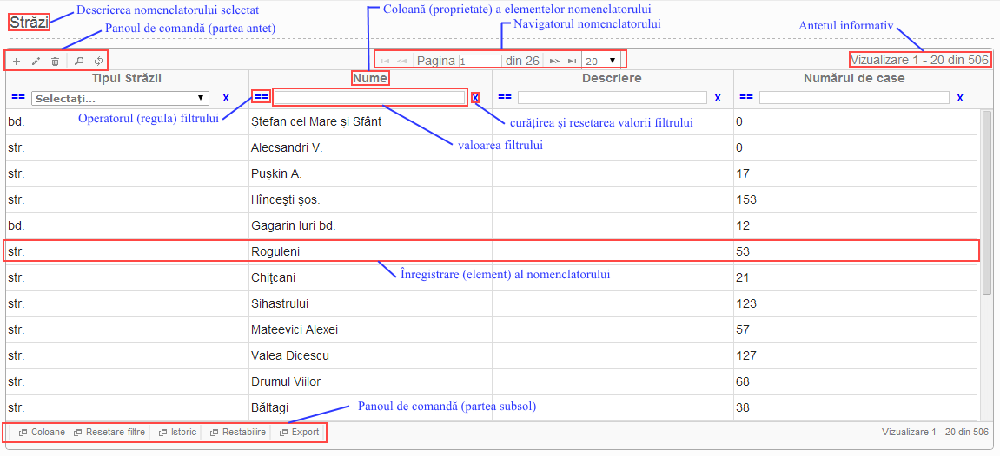 Străzi
Descrierea nomenclatorului selectat
Panoul de comandă (partea antet)
Coloană (proprietate) a elementelor nomenclatorului
Navigatorul nomenclatorului
Antetul informativ
Pagina 1 din 26 20
Vizualizare 1 - 20 din 506
Tipul Străzii Nume Descriere Numărul de case
== Selectați... x == x == x == x
Operatorul (regula) filtrului
curățirea și resetarea valorii filtrului
valoarea filtrului
bd. Ștefan cel Mare și Sfânt 0
str. Alecsandri V. 0
str. Pușkin A. 17
str. Hînceşti şos. 153
bd. Gagarin Iuri bd. 12
str. Roguleni 53
Înregistrare (element) al nomenclatorului
str. Chiţcani 21
str. Sihastrului 123
str. Mateevici Alexei 57
str. Valea Dicescu 127
str. Drumul Viilor 68
str. Băltagi 38
Panoul de comandă (partea subsol)
Coloane Resetare filtre Istoric Restabilire Export Vizualizare 1 - 20 din 506